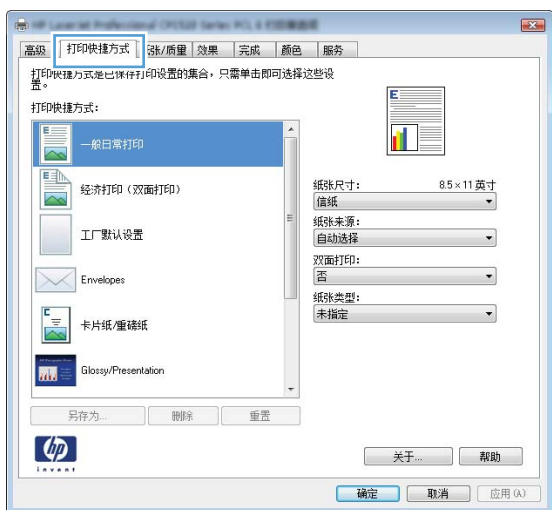 高级 打印快捷方式 纸张/质量 效果 完成 颜色 服务
打印快捷方式是已保存打印设置的集合，只需单击即可选择这些设
置。
打印快捷方式：
一般日常打印
经济打印（双面打印）
工厂默认设置
Envelopes
卡片纸/重磅纸
Glossy/Presentation
另存为... 删除 重置
纸张尺寸： 8.5×11 英寸
信纸
纸张来源：
自动选择
双面打印：
否
纸张类型：
未指定
hp
invent
关于... 帮助
确定 取消 应用(A)